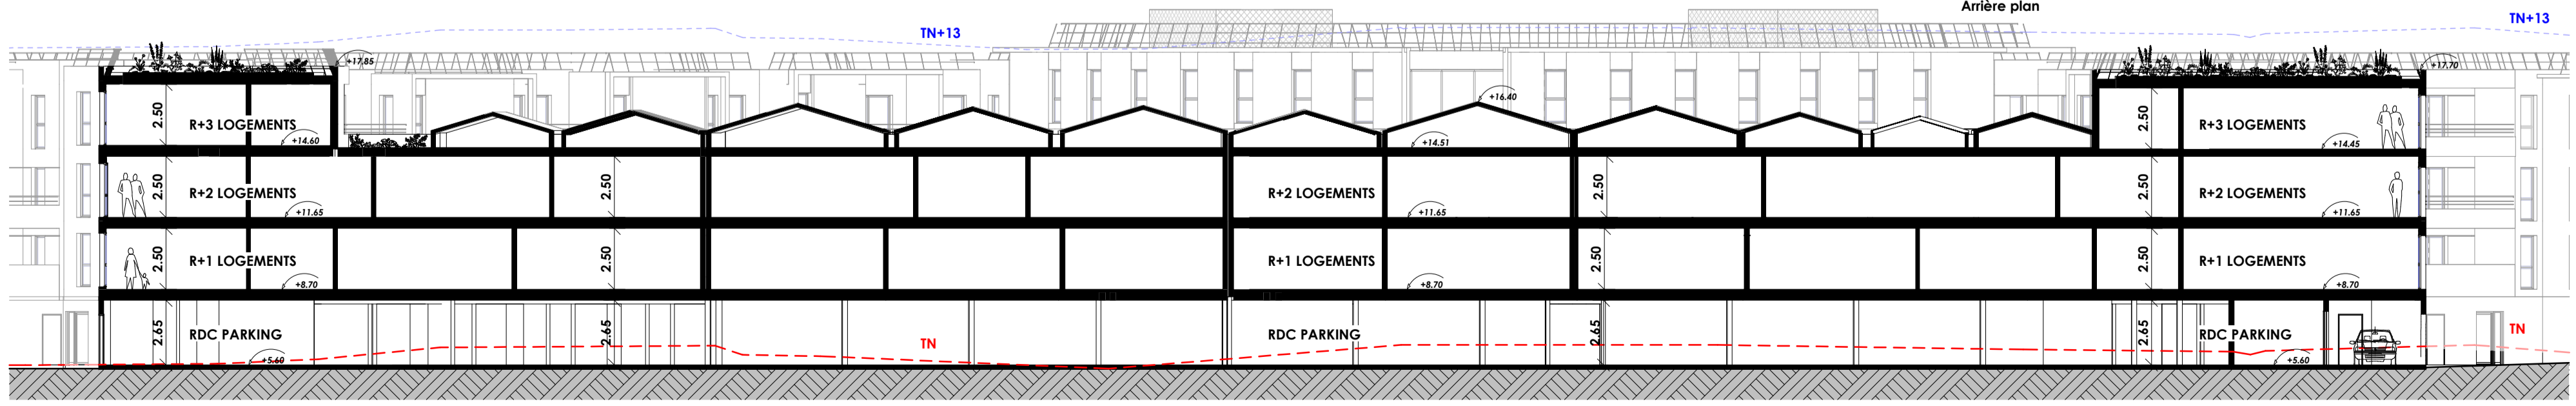 Arrière plan
TN+13
TN+13
+17.85
+17.70
+16.40
2.50
R+3 LOGEMENTS
+14.60
+14.51
2.50
R+3 LOGEMENTS
+14.45
2.50
R+2 LOGEMENTS
+11.65
2.50
R+2 LOGEMENTS
+11.65
2.50
2.50
R+2 LOGEMENTS
+11.65
2.50
R+1 LOGEMENTS
+8.70
2.50
R+1 LOGEMENTS
+8.70
2.50
2.50
R+1 LOGEMENTS
+8.70
2.65
RDC PARKING
+5.60
2.65
TN
RDC PARKING
2.65
2.65
RDC PARKING
+5.60
TN